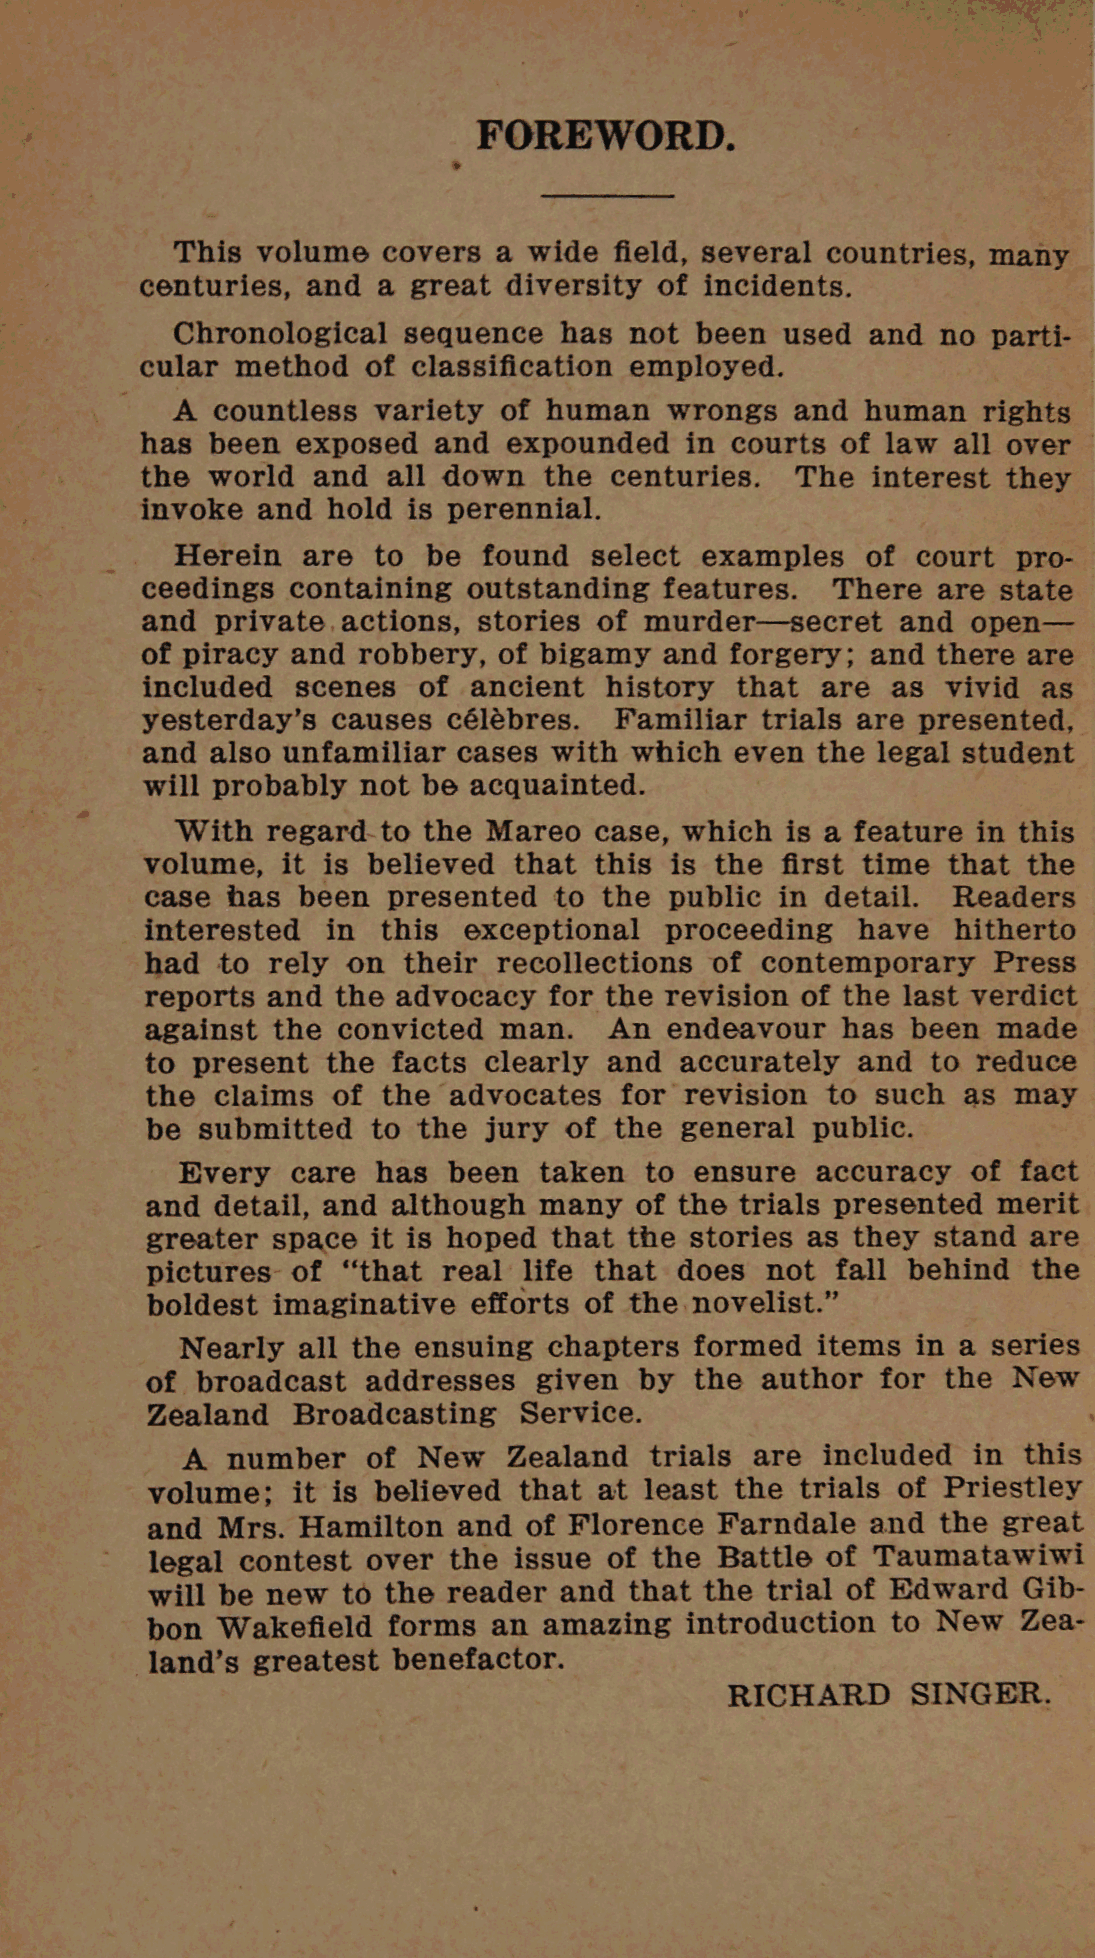 FOREWORD.
This volume covers a wide field, several countries, many
centuries, and a great diversity of incidents.
Chronological sequence has not been used and no parti-
cular method of classification employed.
A countless variety of human wrongs and human rights
has been exposed and expounded in courts of law all over
the world and all down the centuries. The interest they
invoke and hold is perennial.
Herein are to be found select examples of court pro-
ceedings containing outstanding features. There are state
and private actions, stories of murder—secret and open—
of piracy and robbery, of bigamy and forgery; and there are
included scenes of ancient history that are as vivid as
yesterday's causes célèbres. Familiar trials are presented,
and also unfamiliar cases with which even the legal student
will probably not be acquainted.
With regard to the Mareo case, which is a feature in this
volume, it is believed that this is the first time that the
case has been presented to the public in detail. Readers
interested in this exceptional proceeding have hitherto
had to rely on their recollections of contemporary Press
reports and the advocacy for the revision of the last verdict
against the convicted man. An endeavour has been made
to present the facts clearly and accurately and to reduce
the claims of the advocates for revision to such as may
be submitted to the jury of the general public.
Every care has been taken to ensure accuracy of fact
and detail, and although many of the trials presented merit
greater space it is hoped that the stories as they stand are
pictures of "that real life that does not fall behind the
boldest imaginative efforts of the novelist."
Nearly all the ensuing chapters formed items in a series
of broadcast addresses given by the author for the New
Zealand Broadcasting Service.
A number of New Zealand trials are included in this
volume; it is believed that at least the trials of Priestley
and Mrs. Hamilton and of Florence Farndale and the great
legal contest over the issue of the Battle of Taumatawiwi
will be new to the reader and that the trial of Edward Gib-
bon Wakefield forms an amazing introduction to New Zea-
land's greatest benefactor.
RICHARD SINGER.